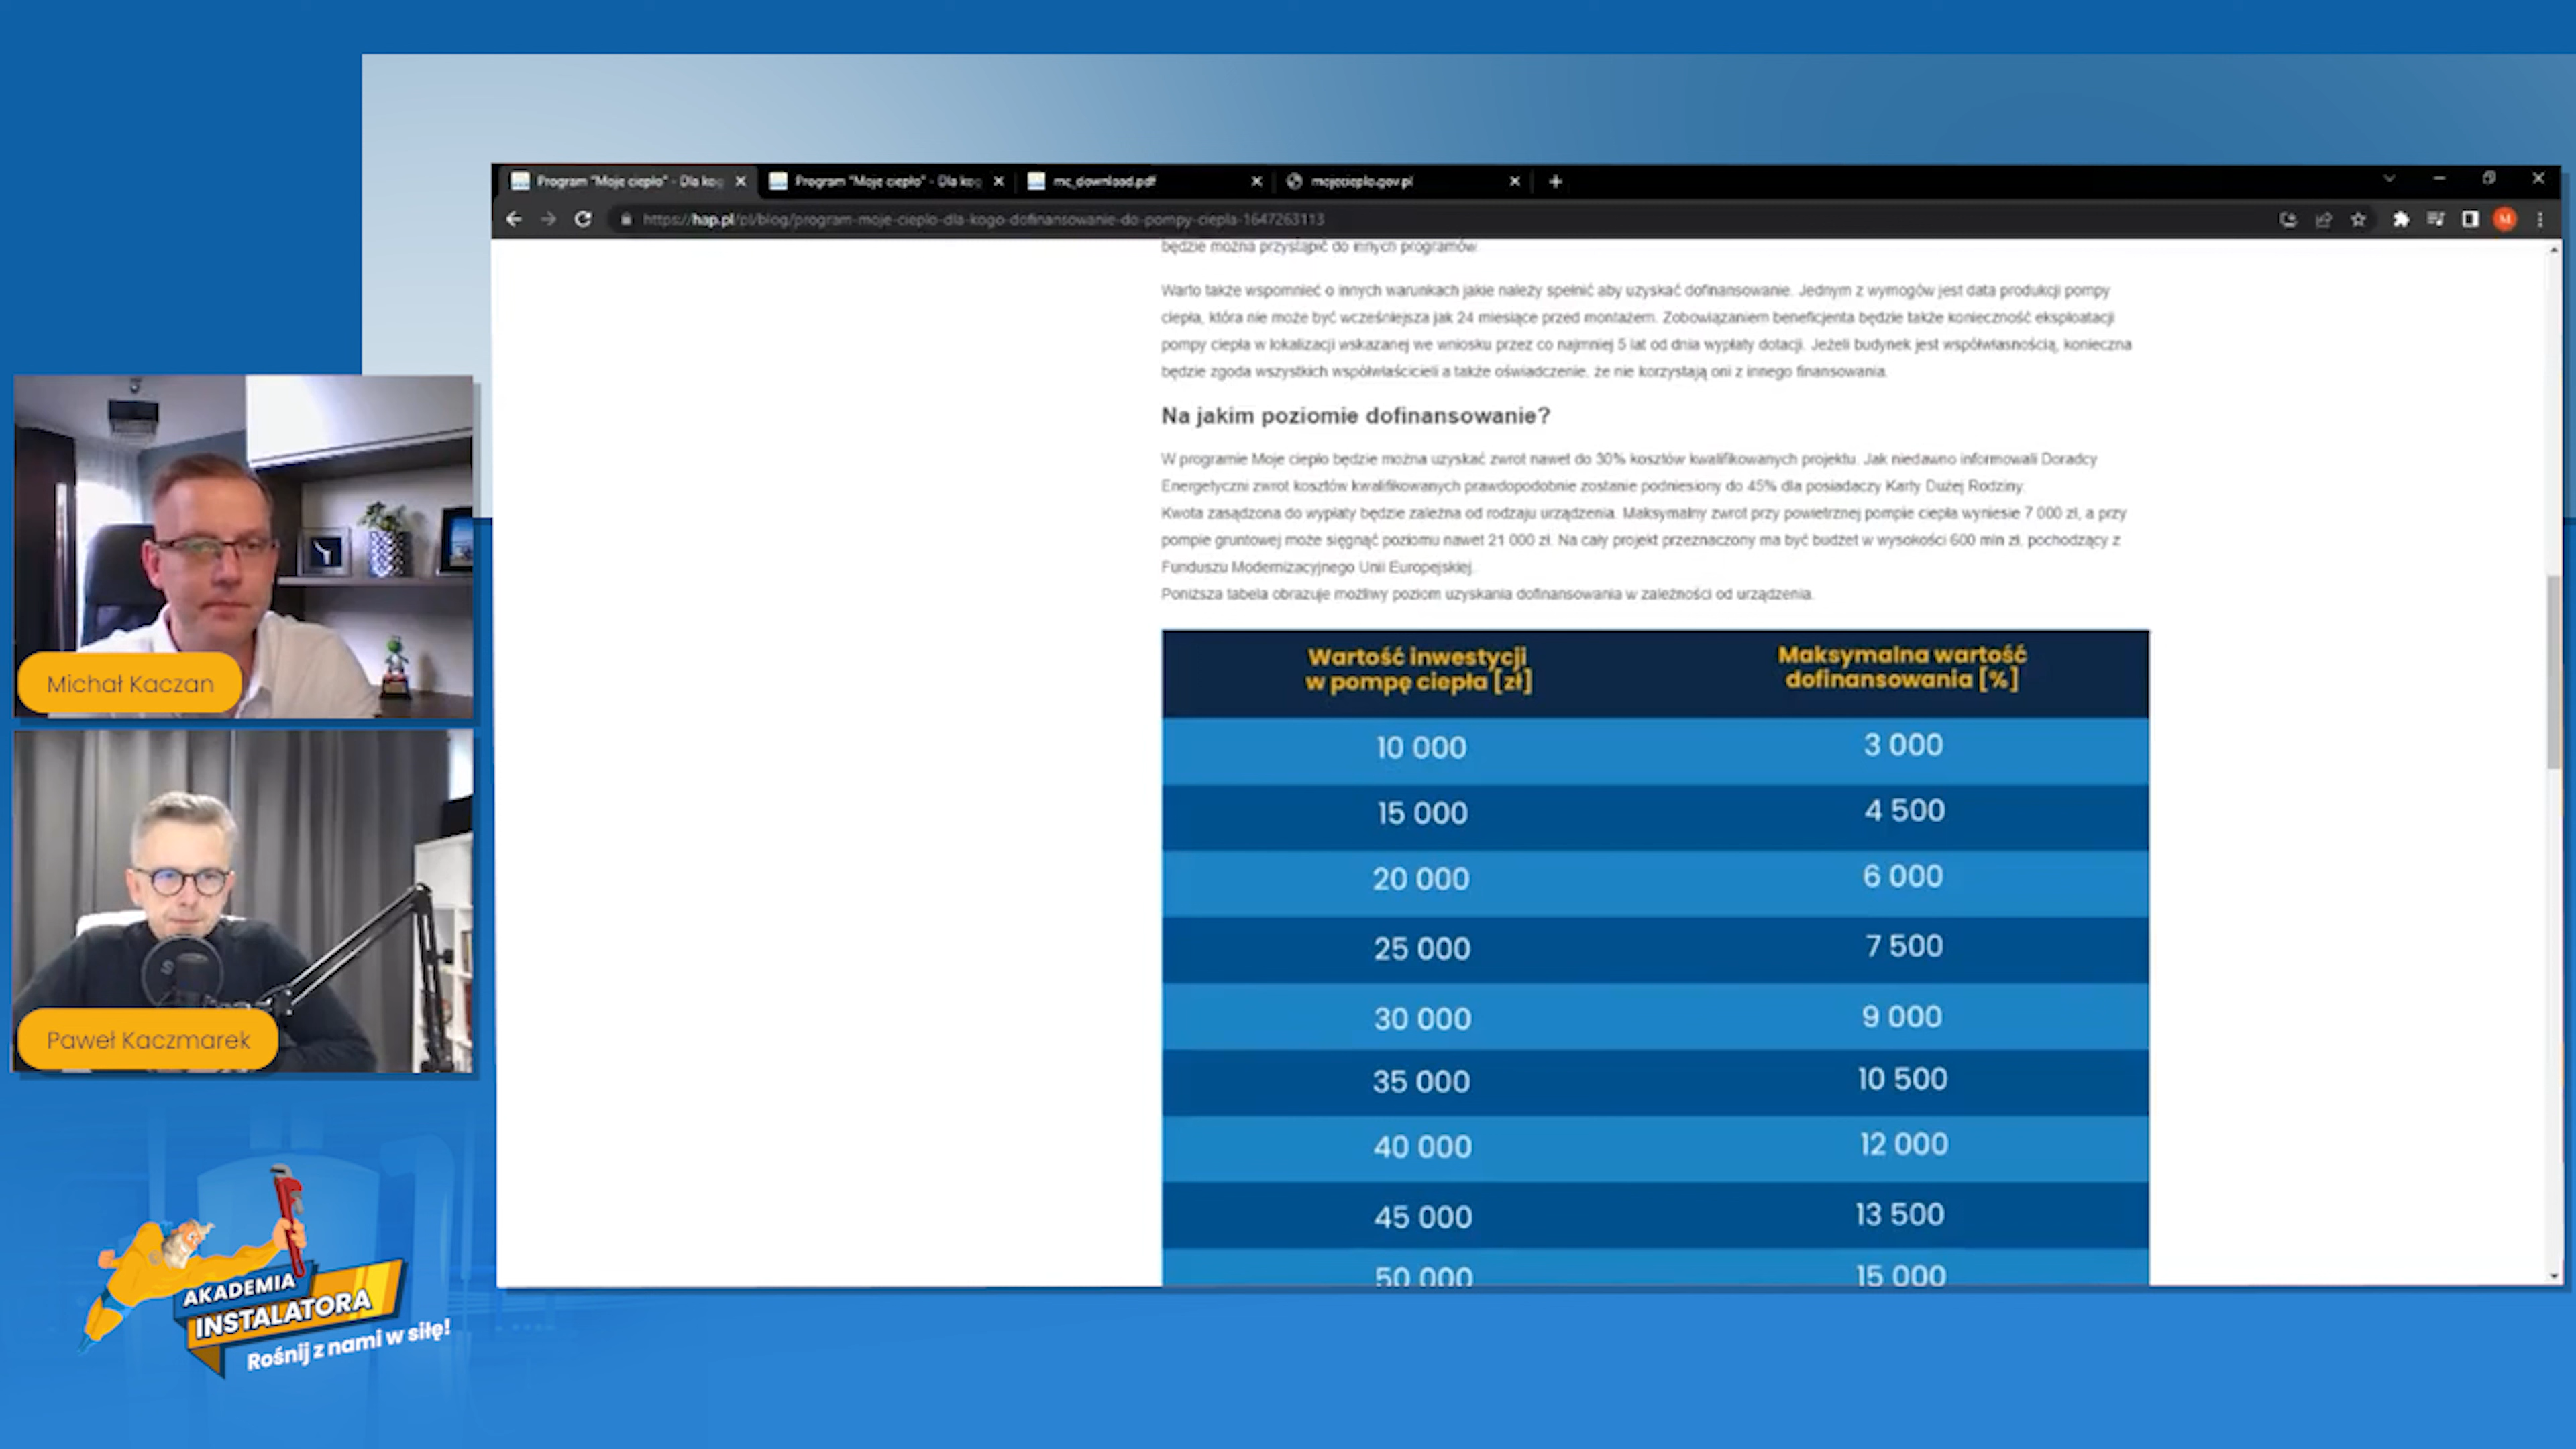 Program "Moje ciepło" - Dla kog
Program "Moje ciepło" - Dla kog
mc_download.pdf
mojecieplo.gov.pl
https://hap.pl/pl/blog/program-moje-cieplo-dla-kogo-dofinansowanie-do-pompy-ciepla-1647263113
M
będzie można przystąpić do innych programów.
Warto także wspomnieć o innych warunkach jakie należy spełnić aby uzyskać dofinansowanie. Jednym z wymogów jest data produkcji pompy
ciepła, która nie może być wcześniejsza jak 24 miesiące przed montażem. Zobowiązaniem beneficjenta będzie także konieczność eksploatacji
pompy ciepła w lokalizacji wskazanej we wniosku przez co najmniej 5 lat od dnia wypłaty dotacji. Jeżeli budynek jest współwłasnością, konieczna
będzie zgoda wszystkich współwłaścicieli a także oświadczenie, że nie korzystają oni z innego finansowania.
Na jakim poziomie dofinansowanie?
W programie Moje ciepło będzie można uzyskać zwrot nawet do 30% kosztów kwalifikowanych projektu. Jak niedawno informowali Doradcy
Energetyczni zwrot kosztów kwalifikowanych prawdopodobnie zostanie podniesiony do 45% dla posiadaczy Karty Dużej Rodziny.
Kwota zasądzona do wypłaty będzie zależna od rodzaju urządzenia. Maksymalny zwrot przy powietrznej pompie ciepła wyniesie 7 000 zł, a przy
pompie gruntowej może sięgnąć poziomu nawet 21 000 zł. Na cały projekt przeznaczony ma być budżet w wysokości 600 mln zł, pochodzący z
Funduszu Modernizacyjnego Unii Europejskiej.
Poniższa tabela obrazuje możliwy poziom uzyskania dofinansowania w zależności od urządzenia.
Wartość inwestycji
w pompę ciepła [zł]
Maksymalna wartość
dofinansowania [%]
10 000 3 000
15 000 4 500
20 000 6 000
25 000 7 500
30 000 9 000
35 000 10 500
40 000 12 000
45 000 13 500
50 000 15 000
Michał Kaczan
Paweł Kaczmarek
AKADEMIA
INSTALATORA
Rośnij z nami w siłę!